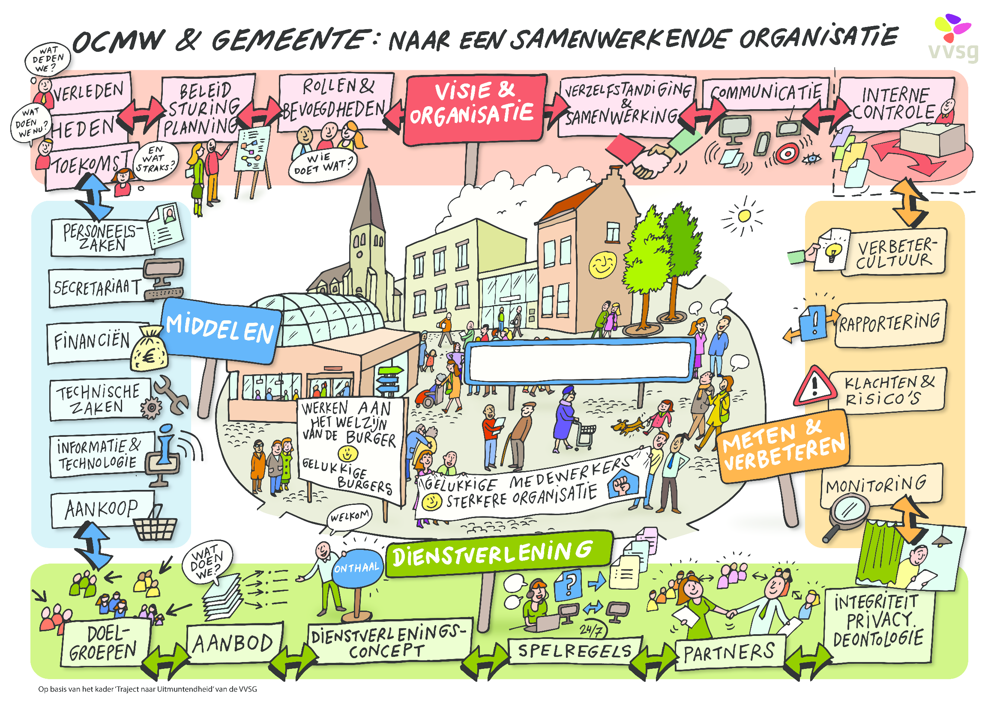 OCMW & GEMEENTE: NAAR EEN SAMENWERKENDE ORGANISATIE
vvsg
WAT
DEDEN
WE?
VERLEDEN
WAT
DOEN
WE NU?
HEDEN
TOEKOMST
EN
WAT
STRAKS?
BELEID
STURING
PLANNING
ROLLEN &
BEVOEGDHEDEN
WIE
DOET WAT?
VISIE &
ORGANISATIE
VERZELFSTANDIGING
&
SAMENWERKING
COMMUNICATIE
INTERNE
CONTROLE
PERSONEELS-
ZAKEN
SECRETARIAAT
FINANCIËN
€
TECHNISCHE
ZAKEN
INFORMATIE &
TECHNOLOGIE
i
AANKOOP
MIDDELEN
WERKEN AAN
HET WELZIJN
VAN DE BURGER
GELUKKIGE
BURGERS
GELUKKIGE MEDEWERKERS
STERKERE ORGANISATIE
VERBETER-
CULTUUR
!
RAPPORTERING
!
KLACHTEN &
RISICO'S
METEN &
VERBETEREN
MONITORING
WELKOM
WAT
DOEN
WE?
ONTHAAL
DIENSTVERLENING
?
24/7
DOEL-
GROEPEN
AANBOD
DIENSTVERLENINGS-
CONCEPT
SPELREGELS
PARTNERS
INTEGRITEIT
PRIVACY.
DEONTOLOGIE
Op basis van het kader 'Traject naar Uitmuntendheid' van de VVSG